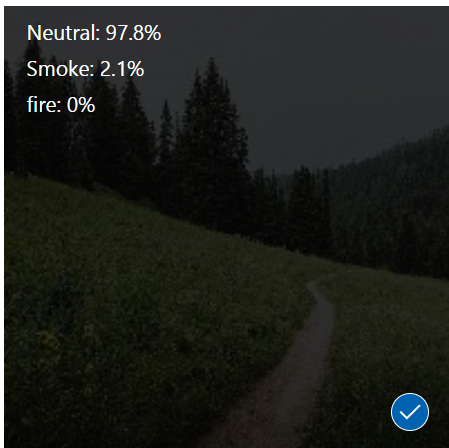 Neutral: 97.8%
Smoke: 2.1%
fire: 0%